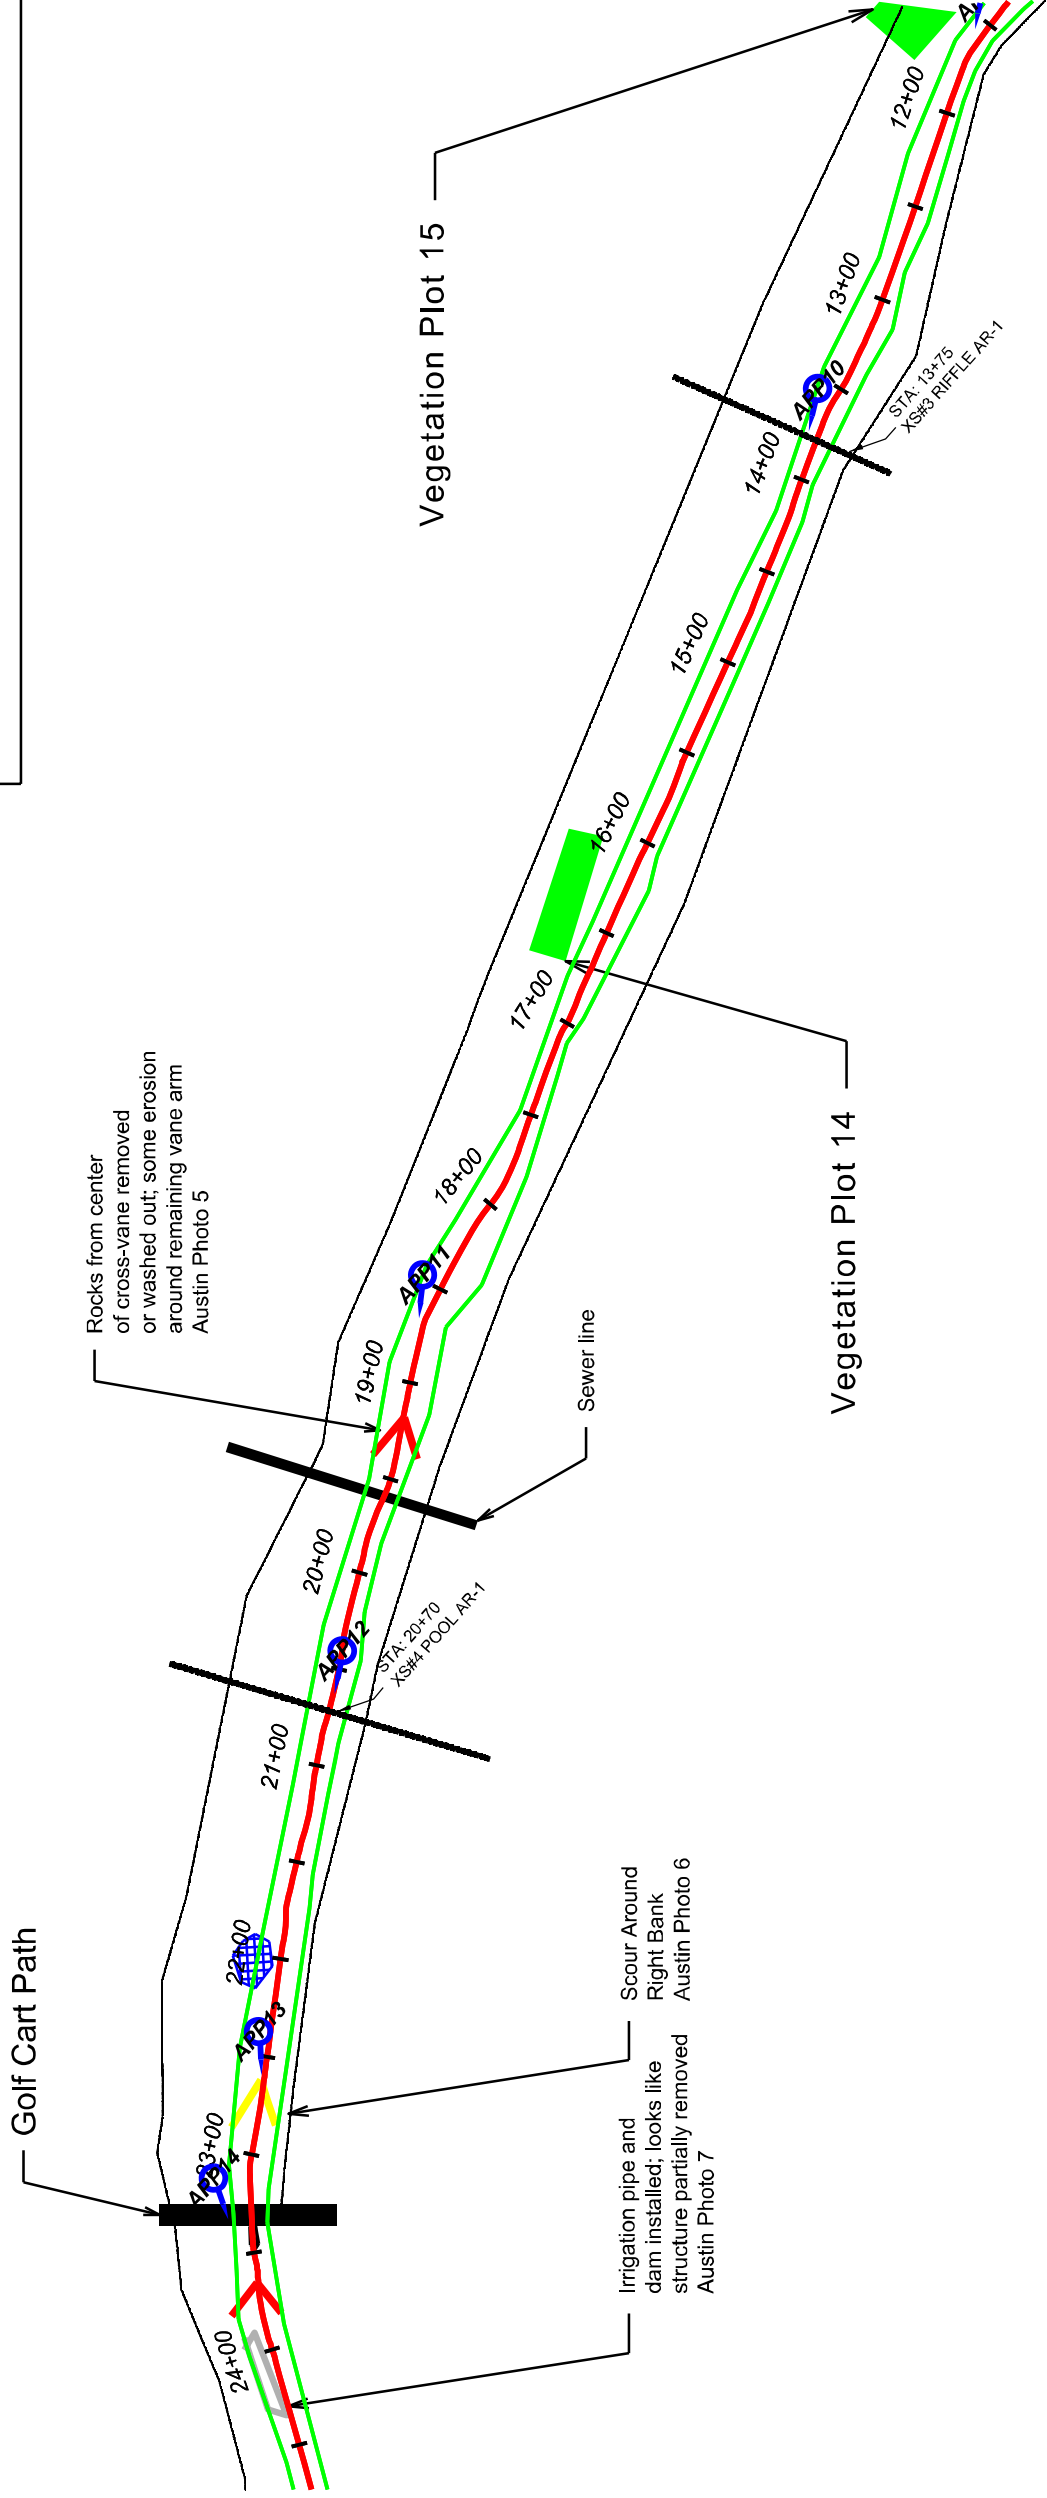 Golf Cart Path
Rocks from center
of cross-vane removed
or washed out; some erosion
around remaining vane arm
Austin Photo 5
Vegetation Plot 15
24+00
23+00
22+00
21+00
20+00
19+00
18+00
17+00
16+00
15+00
14+00
13+00
12+00
APP14
APP13
APP12
APP11
APP10
STA: 20+70
XS#4 POOL AR-1
STA: 13+75
XS#3 RIFFLE AR-1
Sewer line
Irrigation pipe and
dam installed; looks like
structure partially removed
Austin Photo 7
Scour Around
Right Bank
Austin Photo 6
Vegetation Plot 14